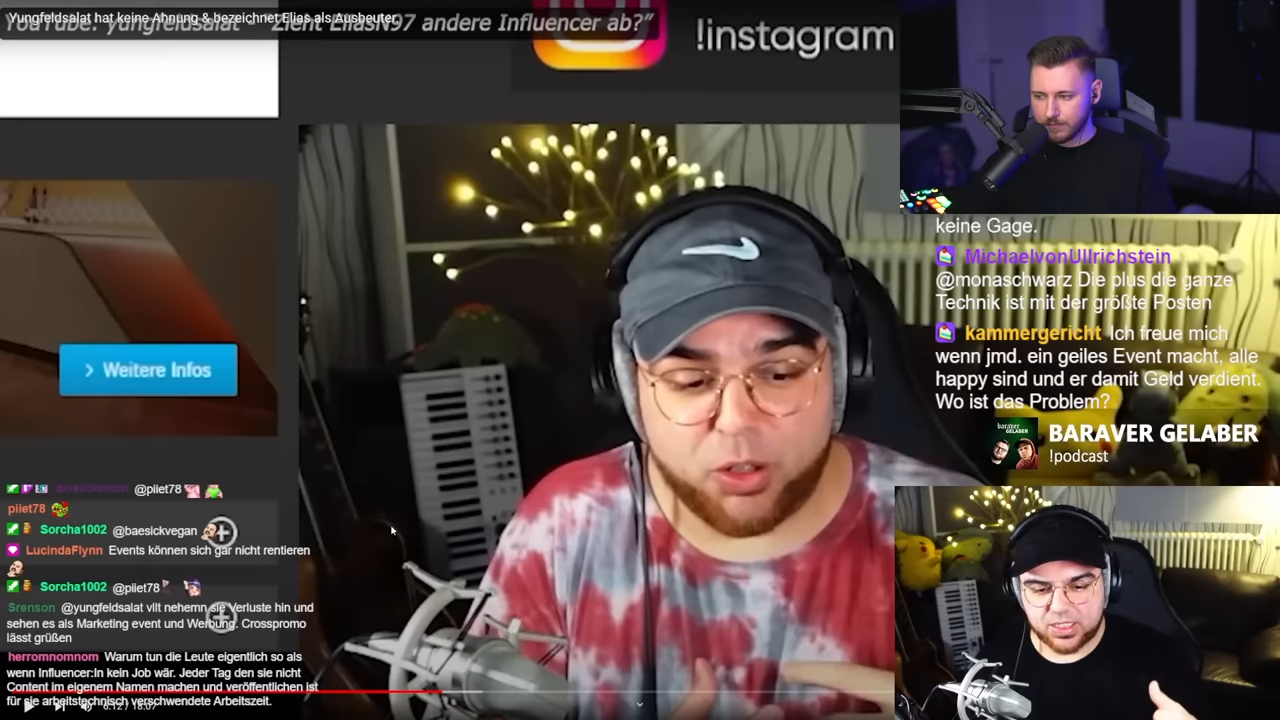 Yungfeldsalat hat keine Ahnung & bezeichnet Elias als Ausbeuter
YouTube: yungfeldsalat "Zieht EliasN97 andere Influencer ab?"
!instagram
keine Gage.
MichaelvonUllrichstein
@monaschwarz Die plus die ganze
Technik ist mit der größte Posten
kammergericht Ich freue mich
wenn jmd. ein geiles Event macht, alle
happy sind und er damit Geld verdient.
Wo ist das Problem?
baraver
GELABER
BARAVER GELABER
!podcast
Weitere Infos
@piiet78
piiet78
Sorcha1002 @baesickvegan
LucindaFlynn Events können sich gar nicht rentieren
Sorcha1002 @piiet78
Srenson @yungfeldsalat vilt nehemn sie Verluste hin und
sehen es als Marketing event und Werbung. Crosspromo
lässt grüßen
herromnomnom Warum tun die Leute eigentlich so als
wenn Influencer:In kein Job wär. Jeder Tag den sie nicht
Content im eigenem Namen machen und veröffentlichen ist
für sie arbeitstechnisch verschwendete Arbeitszeit.